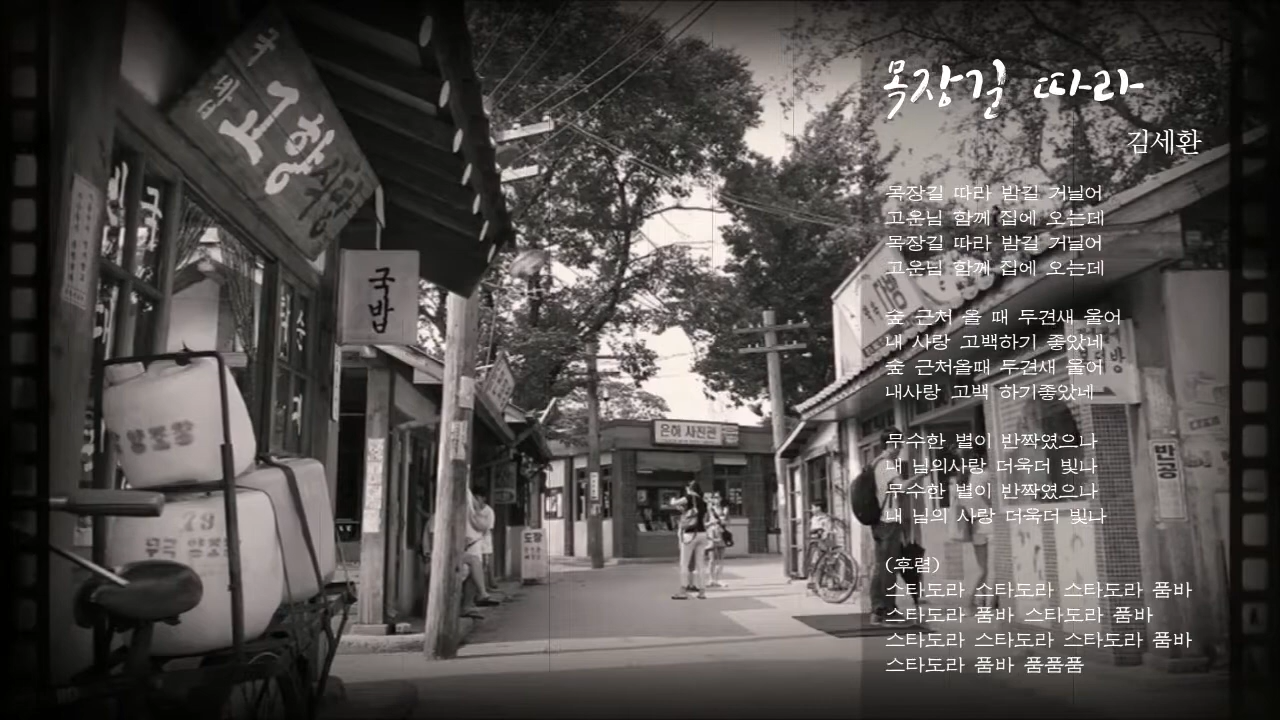 목장길 따라
김세환
목장길 따라 밤길 거닐어
고운님 함께 집에 오는데
목장길 따라 밤길 거닐어
고운님 함께 집에 오는데
숲 근처 올 때 두견새 울어
내 사랑 고백하기 좋았네
숲 근처올때 두견새 울어
내사랑 고백 하기좋았네
무수한 별이 반짝였으나
내 님의사랑 더욱더 빛나
무수한 별이 반짝였으나
내 님의 사랑 더욱더 빛나
(후렴)
스타도라 스타도라 스타도라 품바
스타도라 품바 스타도라 품바
스타도라 스타도라 스타도라 품바
스타도라 품바 품품품
고향식당
국밥
은하 사진관
도장
반공
79